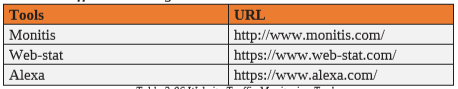 Tools URL
Monitis http://www.monitis.com/
Web-stat https://www.web-stat.com/
Alexa https://www.alexa.com/